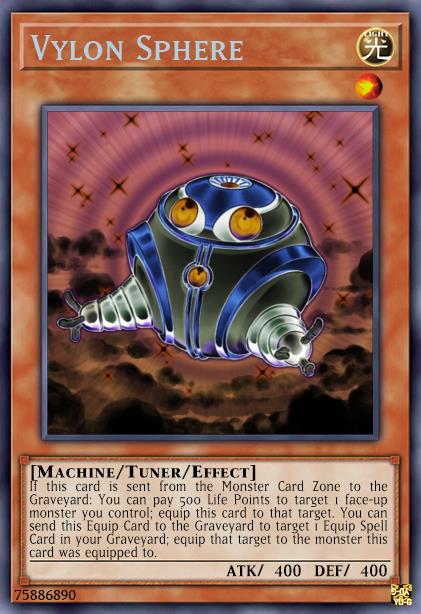 Vylon Sphere
LIGHT
光
[Machine/Tuner/Effect]
If this card is sent from the Monster Card Zone to the
Graveyard: You can pay 500 Life Points to target 1 face-up
monster you control; equip this card to that target. You can
send this Equip Card to the Graveyard to target 1 Equip Spell
Card in your Graveyard; equip that target to the monster this
card was equipped to.
ATK/ 400 DEF/ 400
75886890